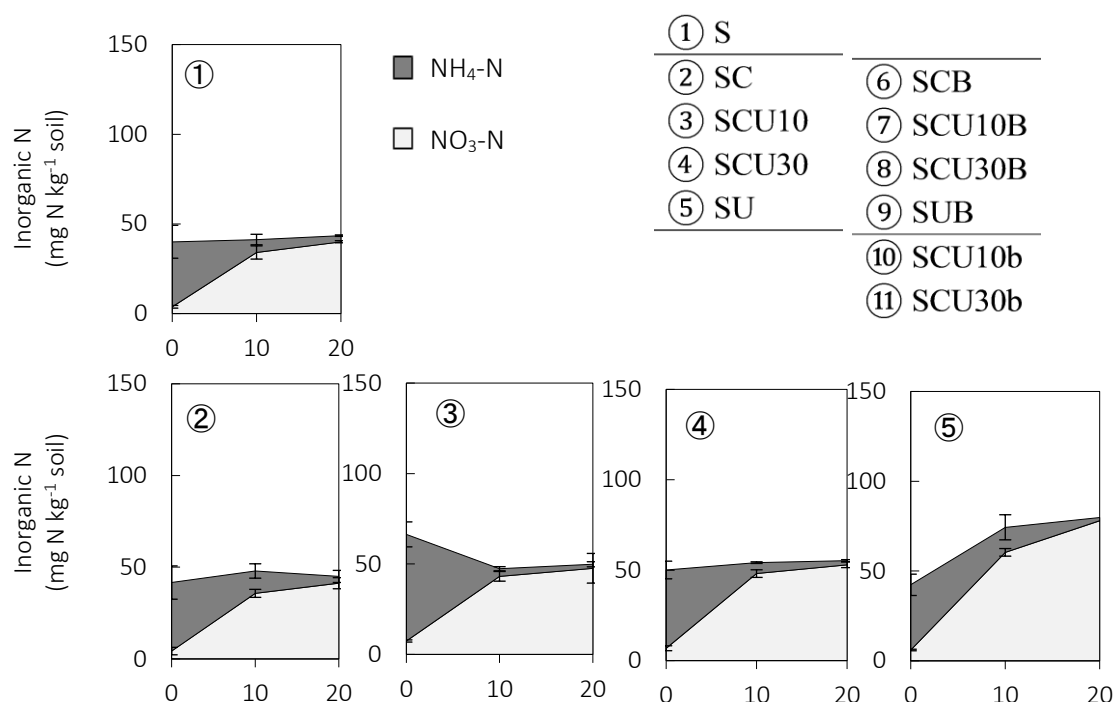 150
100
50
0
0 10 20
①
Inorganic N
(mg N kg⁻¹ soil)
NH₄-N
NO₃-N
① S
② SC
③ SCU10
④ SCU30
⑤ SU
⑥ SCB
⑦ SCU10B
⑧ SCU30B
⑨ SUB
⑩ SCU10b
⑪ SCU30b
Inorganic N
(mg N kg⁻¹ soil)
150
100
50
0
0 10 20
②
150
100
50
0
0 10 20
③
150
100
50
0
0 10 20
④
150
100
50
0
0 10 20
⑤